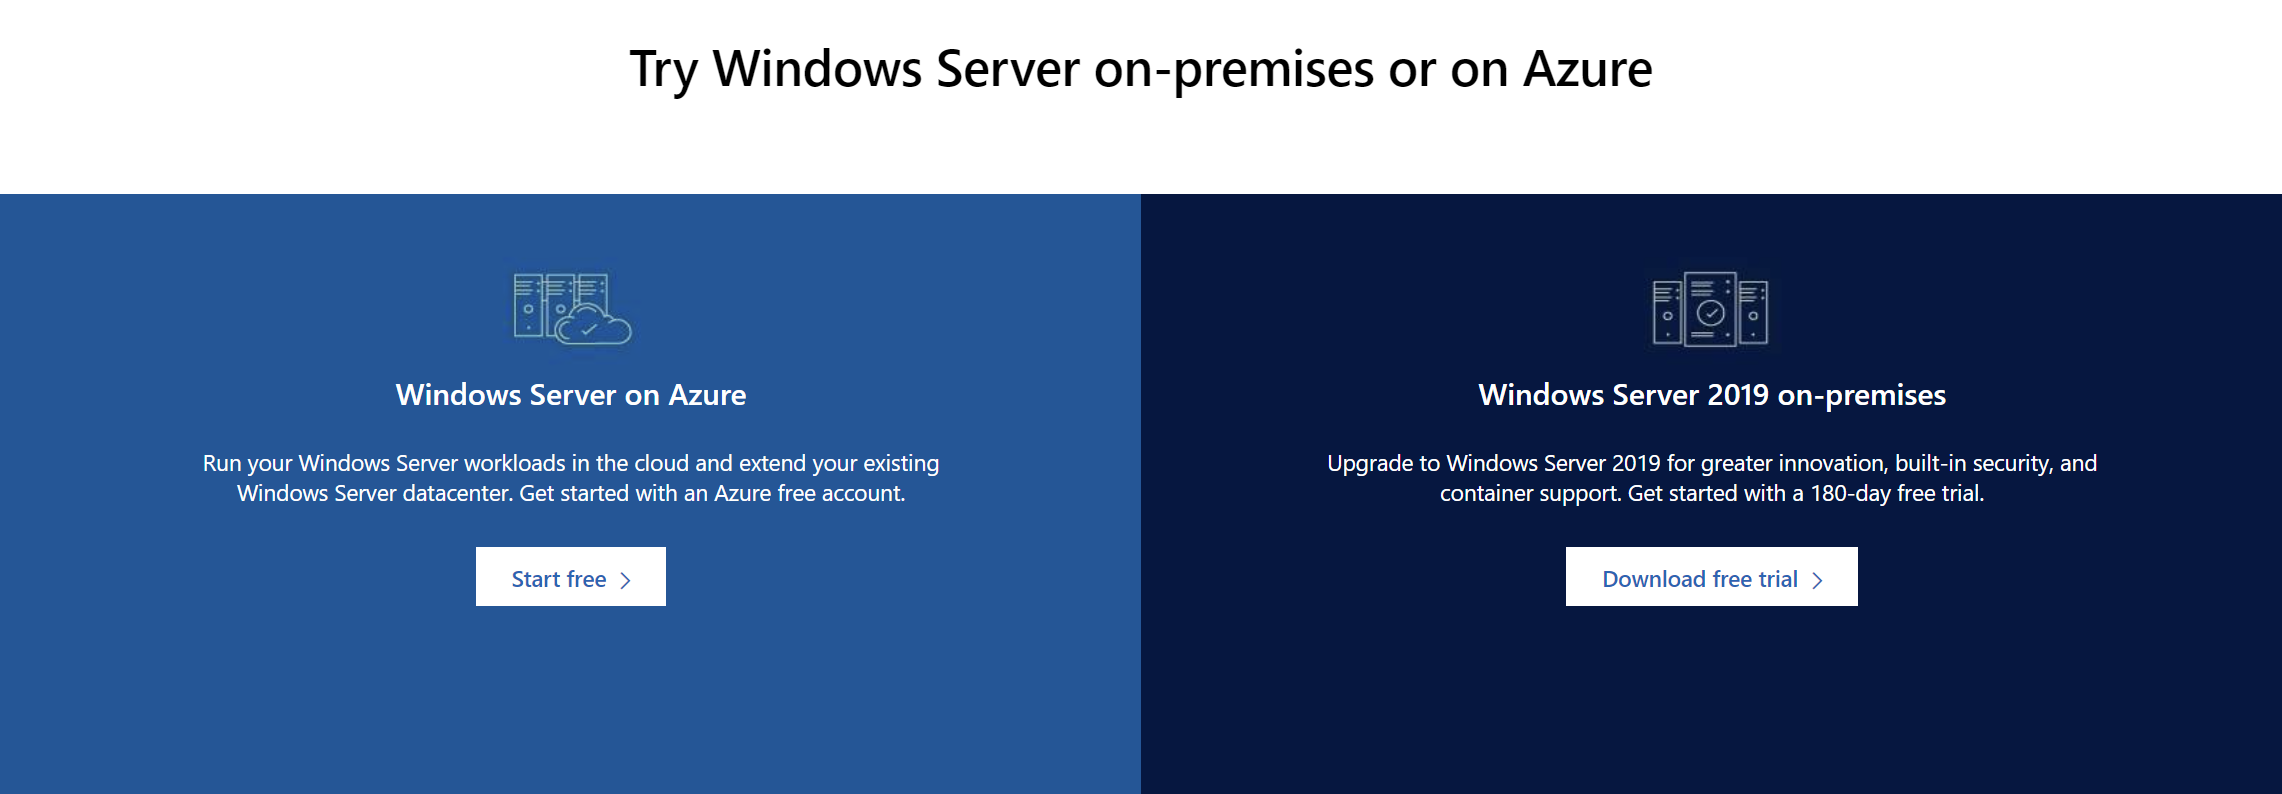 Try Windows Server on-premises or on Azure
Windows Server on Azure
Run your Windows Server workloads in the cloud and extend your existing
Windows Server datacenter. Get started with an Azure free account.
Start free
Windows Server 2019 on-premises
Upgrade to Windows Server 2019 for greater innovation, built-in security, and
container support. Get started with a 180-day free trial.
Download free trial